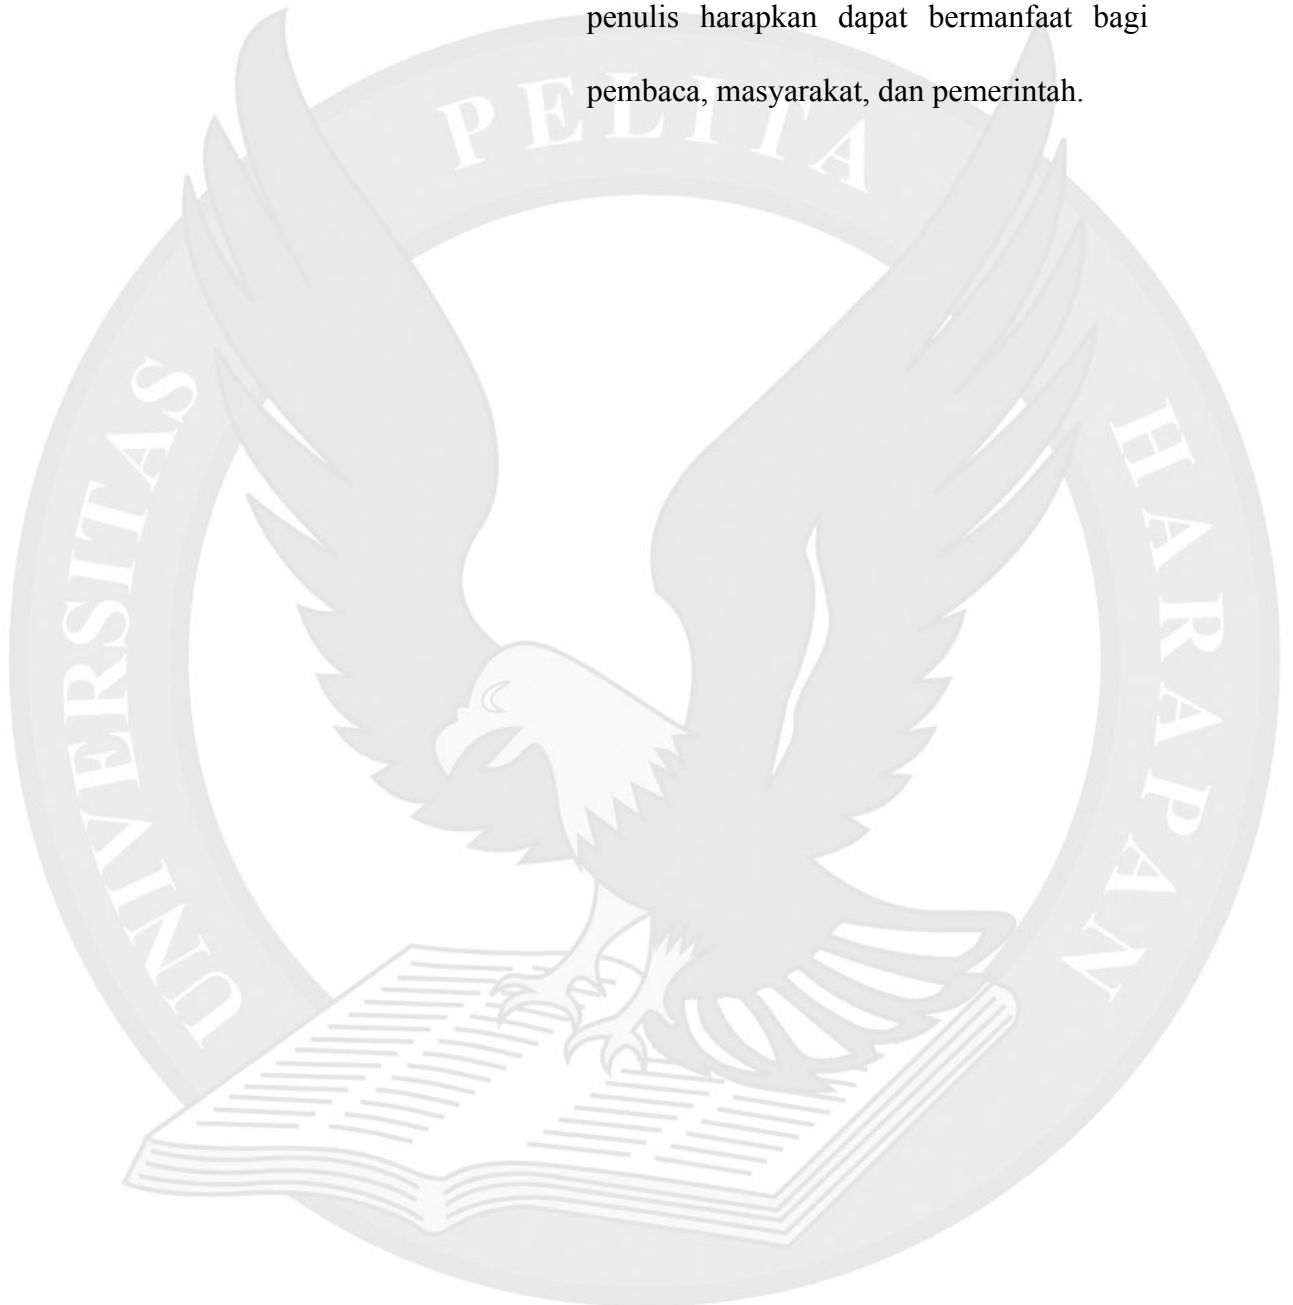 penulis harapkan dapat bermanfaat bagi
pembaca, masyarakat, dan pemerintah.
PELITA
UNIVERSITAS
HARAPAN